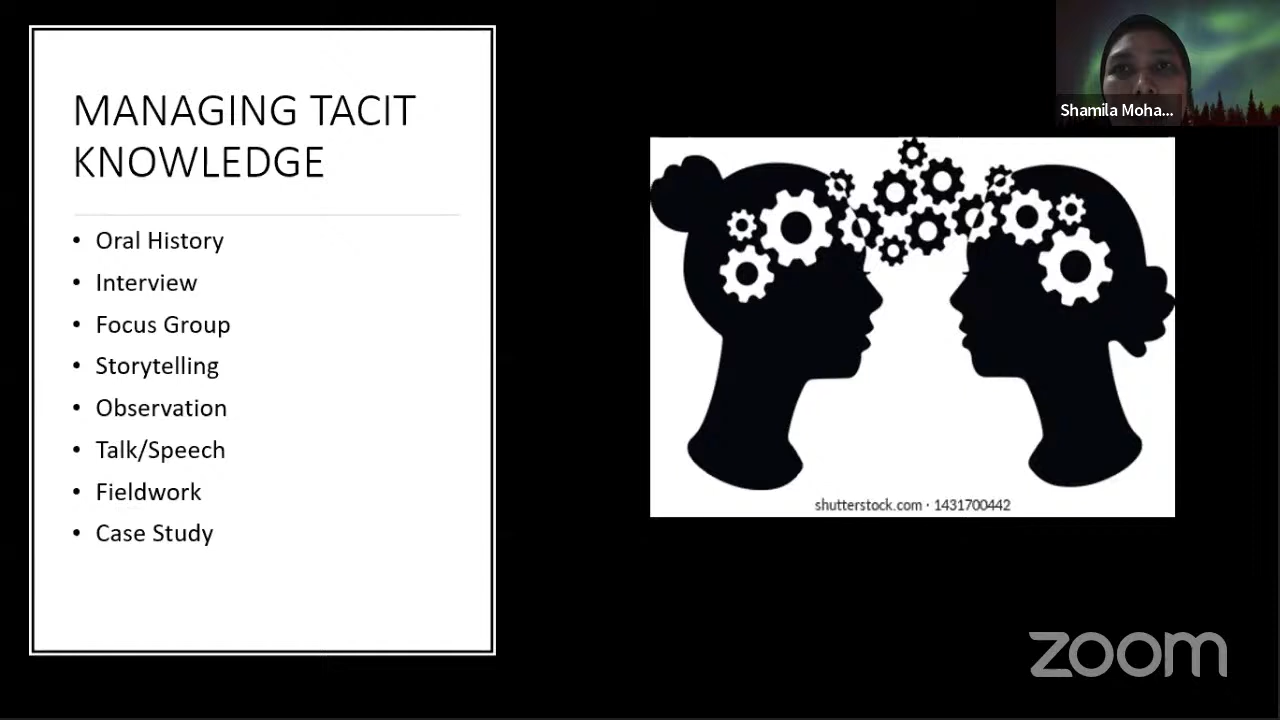 MANAGING TACIT
KNOWLEDGE
• Oral History
• Interview
• Focus Group
• Storytelling
• Observation
• Talk/Speech
• Fieldwork
• Case Study
Shamila Moha...
shutterstock.com · 1431700442
zoom